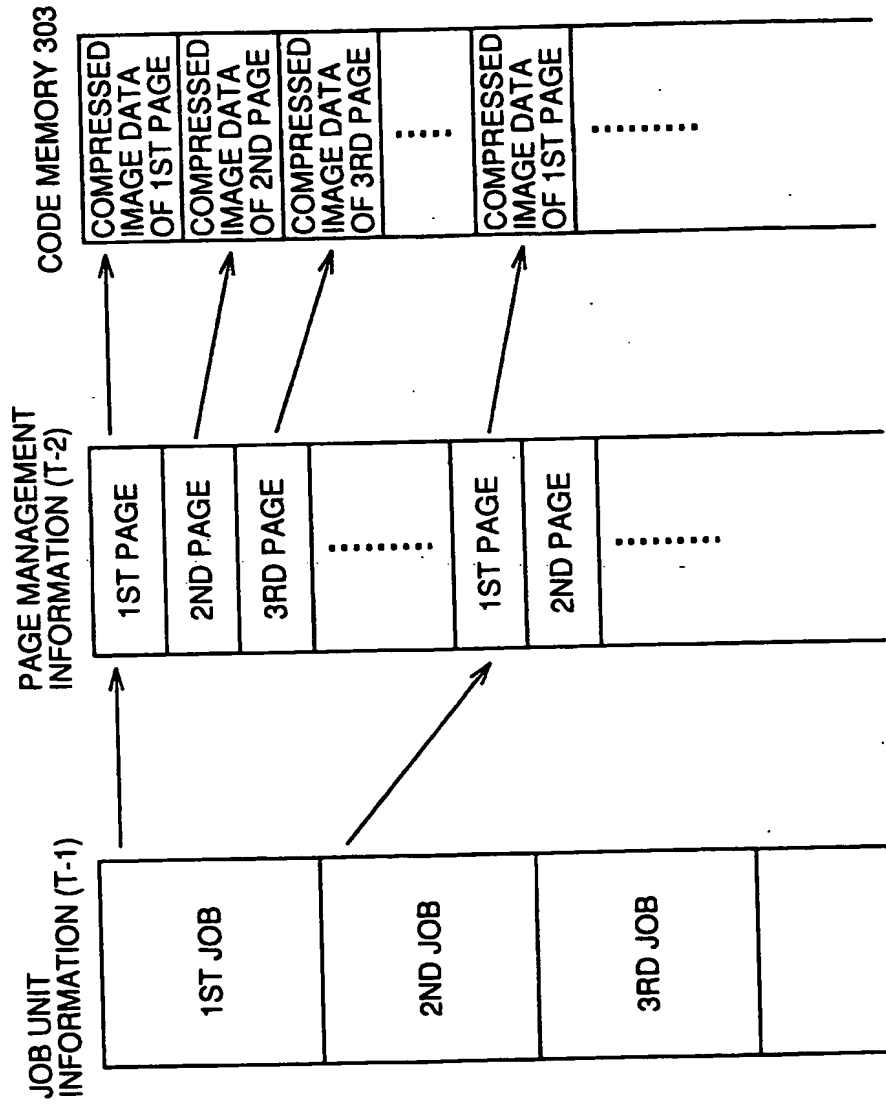 JOB UNIT
INFORMATION (T-1)
1ST JOB
2ND JOB
3RD JOB
PAGE MANAGEMENT
INFORMATION (T-2)
1ST PAGE
2ND PAGE
3RD PAGE
1ST PAGE
2ND PAGE
CODE MEMORY 303
COMPRESSED
IMAGE DATA
OF 1ST PAGE
COMPRESSED
IMAGE DATA
OF 2ND PAGE
COMPRESSED
IMAGE DATA
OF 3RD PAGE
COMPRESSED
IMAGE DATA
OF 1ST PAGE